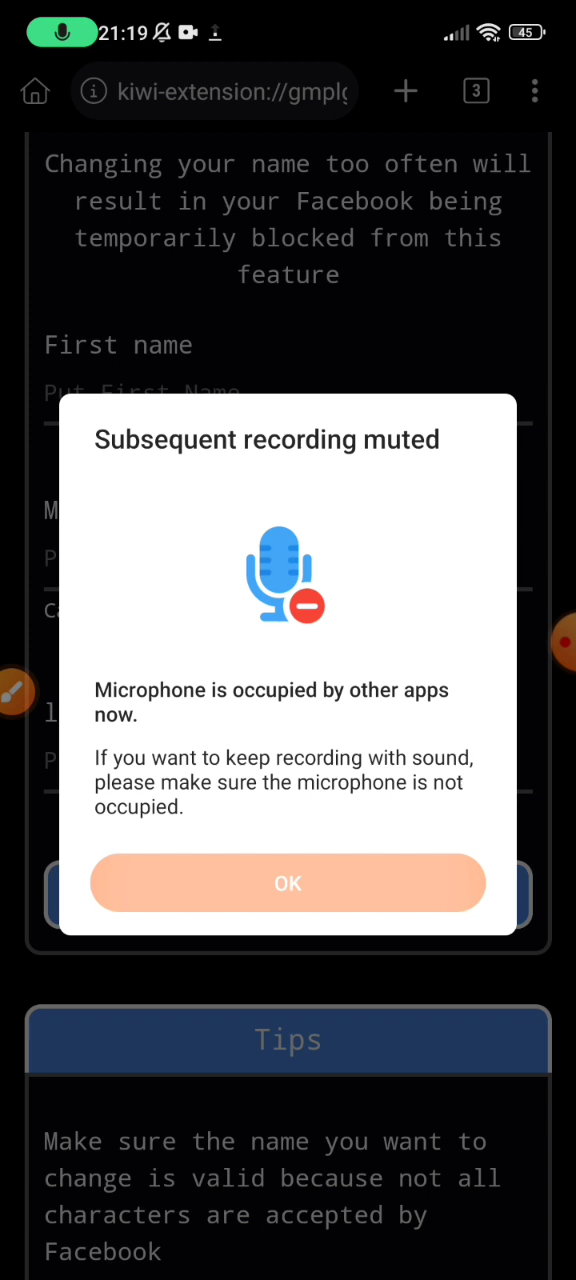 21:19
45
kiwi-extension://gmplg
3
Changing your name too often will
result in your Facebook being
temporarily blocked from this
feature
First name
Put First Name
Subsequent recording muted
M
P
Ca
Microphone is occupied by other apps
now.
l
P
If you want to keep recording with sound,
please make sure the microphone is not
occupied.
OK
Tips
Make sure the name you want to
change is valid because not all
characters are accepted by
Facebook